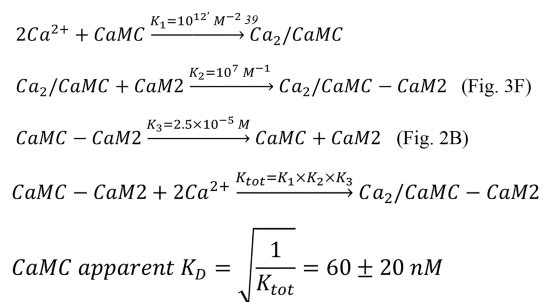 2Ca²⁺ + CaMC K₁=10¹²' M⁻² ³⁹ → Ca₂/CaMC
Ca₂/CaMC + CaM2 K₂=10⁷ M⁻¹ → Ca₂/CaMC − CaM2 (Fig. 3F)
CaMC − CaM2 K₃=2.5×10⁻⁵ M → CaMC + CaM2 (Fig. 2B)
CaMC − CaM2 + 2Ca²⁺ Kₜₒₜ=K₁×K₂×K₃ → Ca₂/CaMC − CaM2
CaMC apparent K_D = √(1/Kₜₒₜ) = 60 ± 20 nM